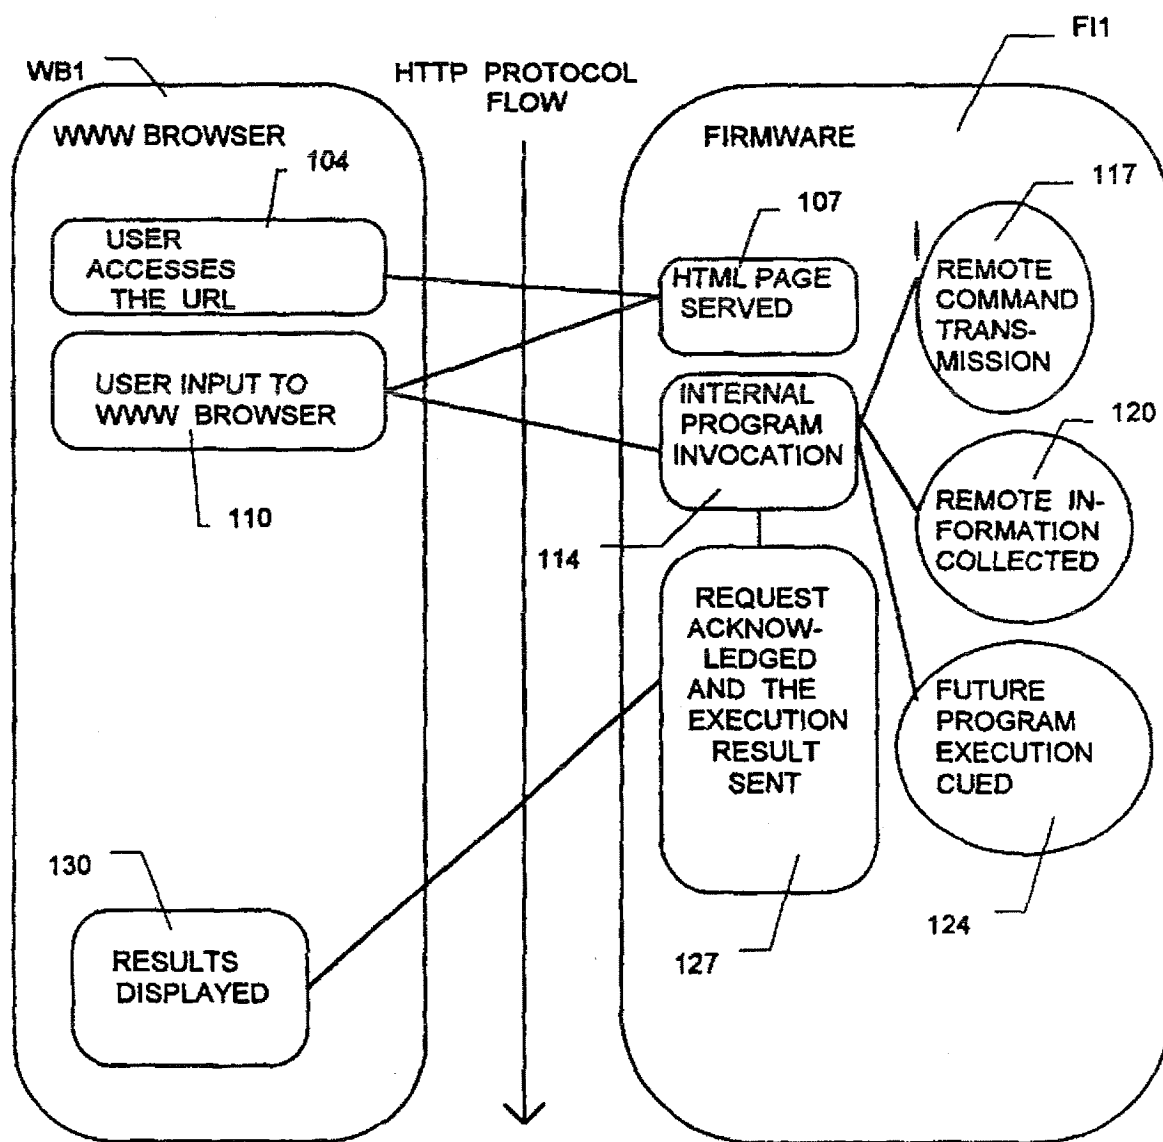 FI1
WB1
HTTP PROTOCOL
FLOW
WWW BROWSER
FIRMWARE
104
117
107
USER
ACCESSES
THE URL
HTML PAGE
SERVED
REMOTE
COMMAND
TRANS-
MISSION
USER INPUT TO
WWW BROWSER
INTERNAL
PROGRAM
INVOCATION
120
110
114
REMOTE IN-
FORMATION
COLLECTED
REQUEST
ACKNOW-
LEDGED
AND THE
EXECUTION
RESULT
SENT
FUTURE
PROGRAM
EXECUTION
CUED
130
127
124
RESULTS
DISPLAYED